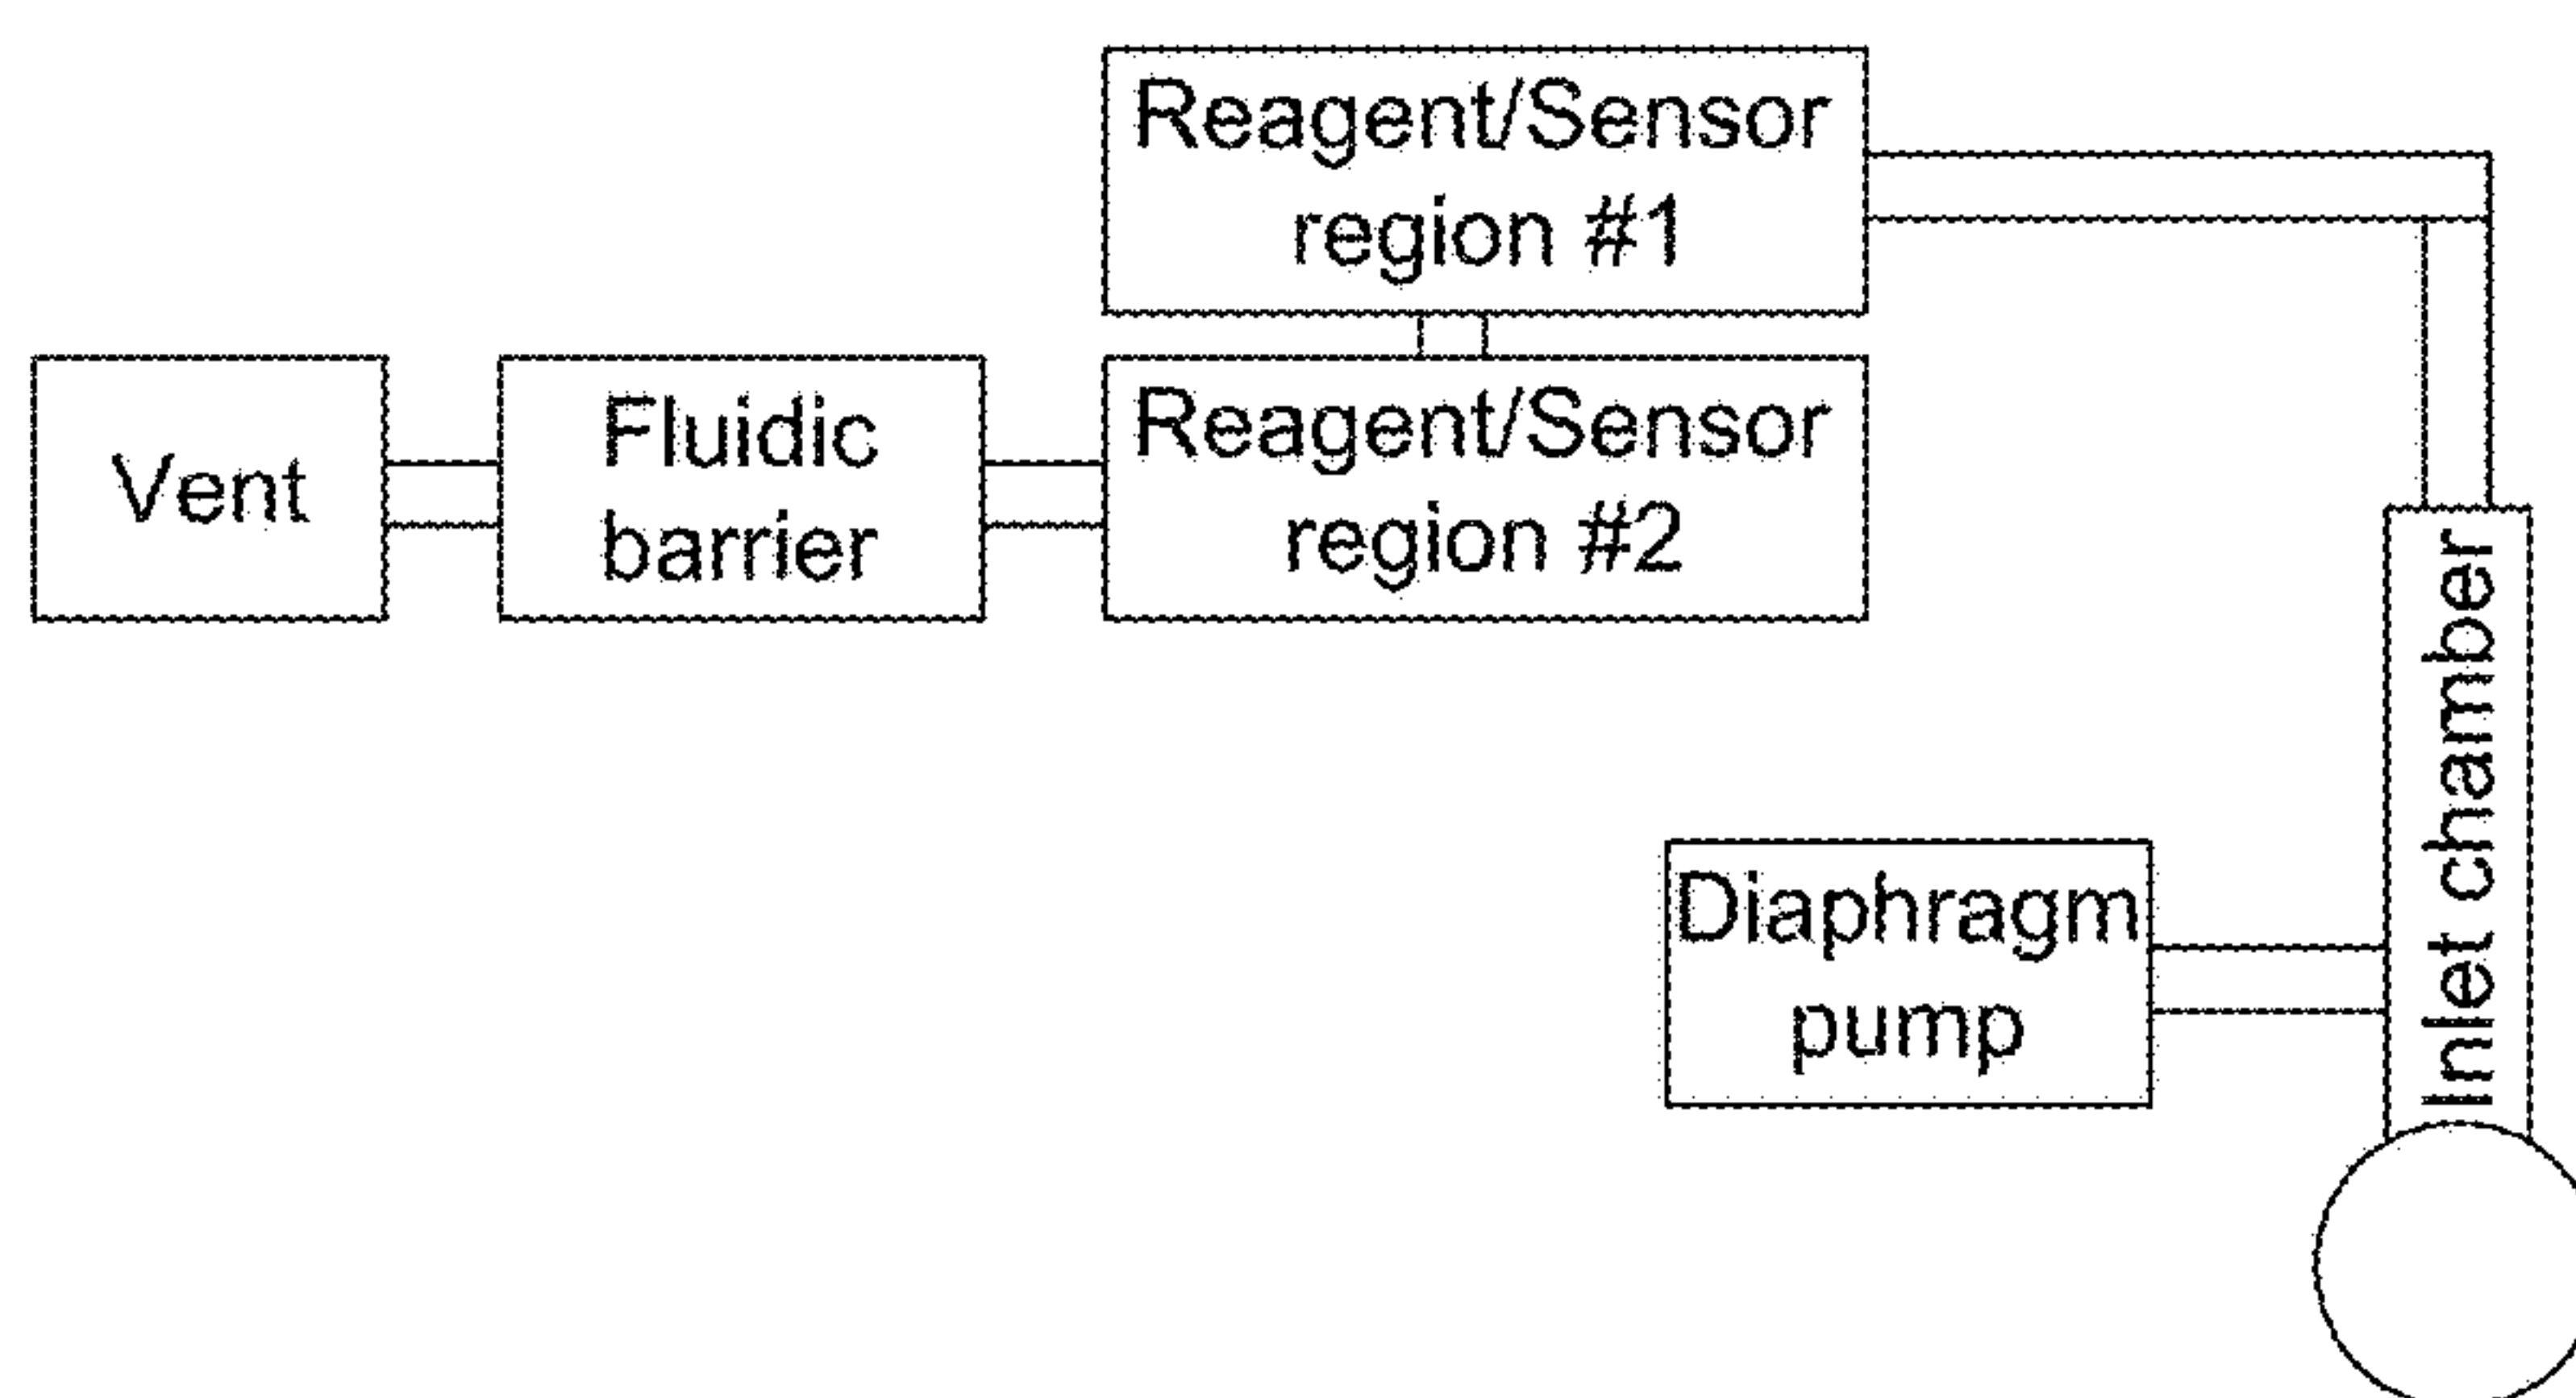 Reagent/Sensor
region #1
Vent
Fluidic
barrier
Reagent/Sensor
region #2
Inlet chamber
Diaphragm
pump